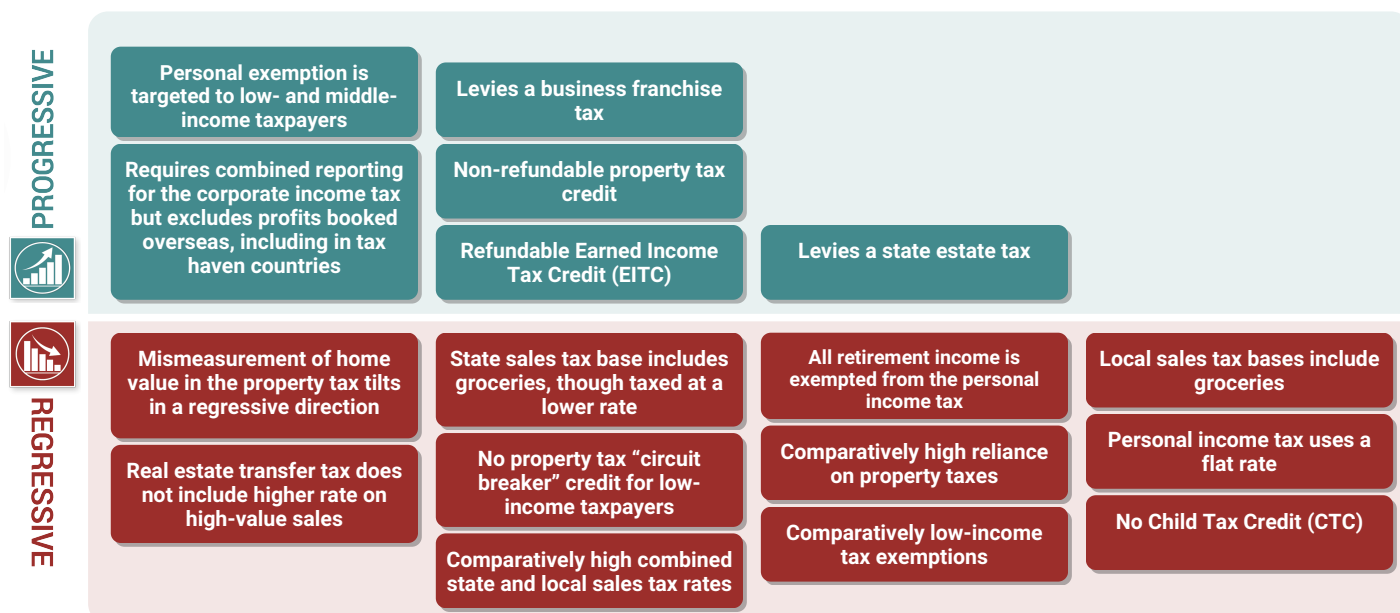 PROGRESSIVE
Personal exemption is
targeted to low- and middle-
income taxpayers
Requires combined reporting
for the corporate income tax
but excludes profits booked
overseas, including in tax
haven countries
Levies a business franchise
tax
Non-refundable property tax
credit
Refundable Earned Income
Tax Credit (EITC)
Levies a state estate tax
REGRESSIVE
Mismeasurement of home
value in the property tax tilts
in a regressive direction
Real estate transfer tax does
not include higher rate on
high-value sales
State sales tax base includes
groceries, though taxed at a
lower rate
No property tax “circuit
breaker” credit for low-
income taxpayers
Comparatively high combined
state and local sales tax rates
All retirement income is
exempted from the personal
income tax
Comparatively high reliance
on property taxes
Comparatively low-income
tax exemptions
Local sales tax bases include
groceries
Personal income tax uses a
flat rate
No Child Tax Credit (CTC)